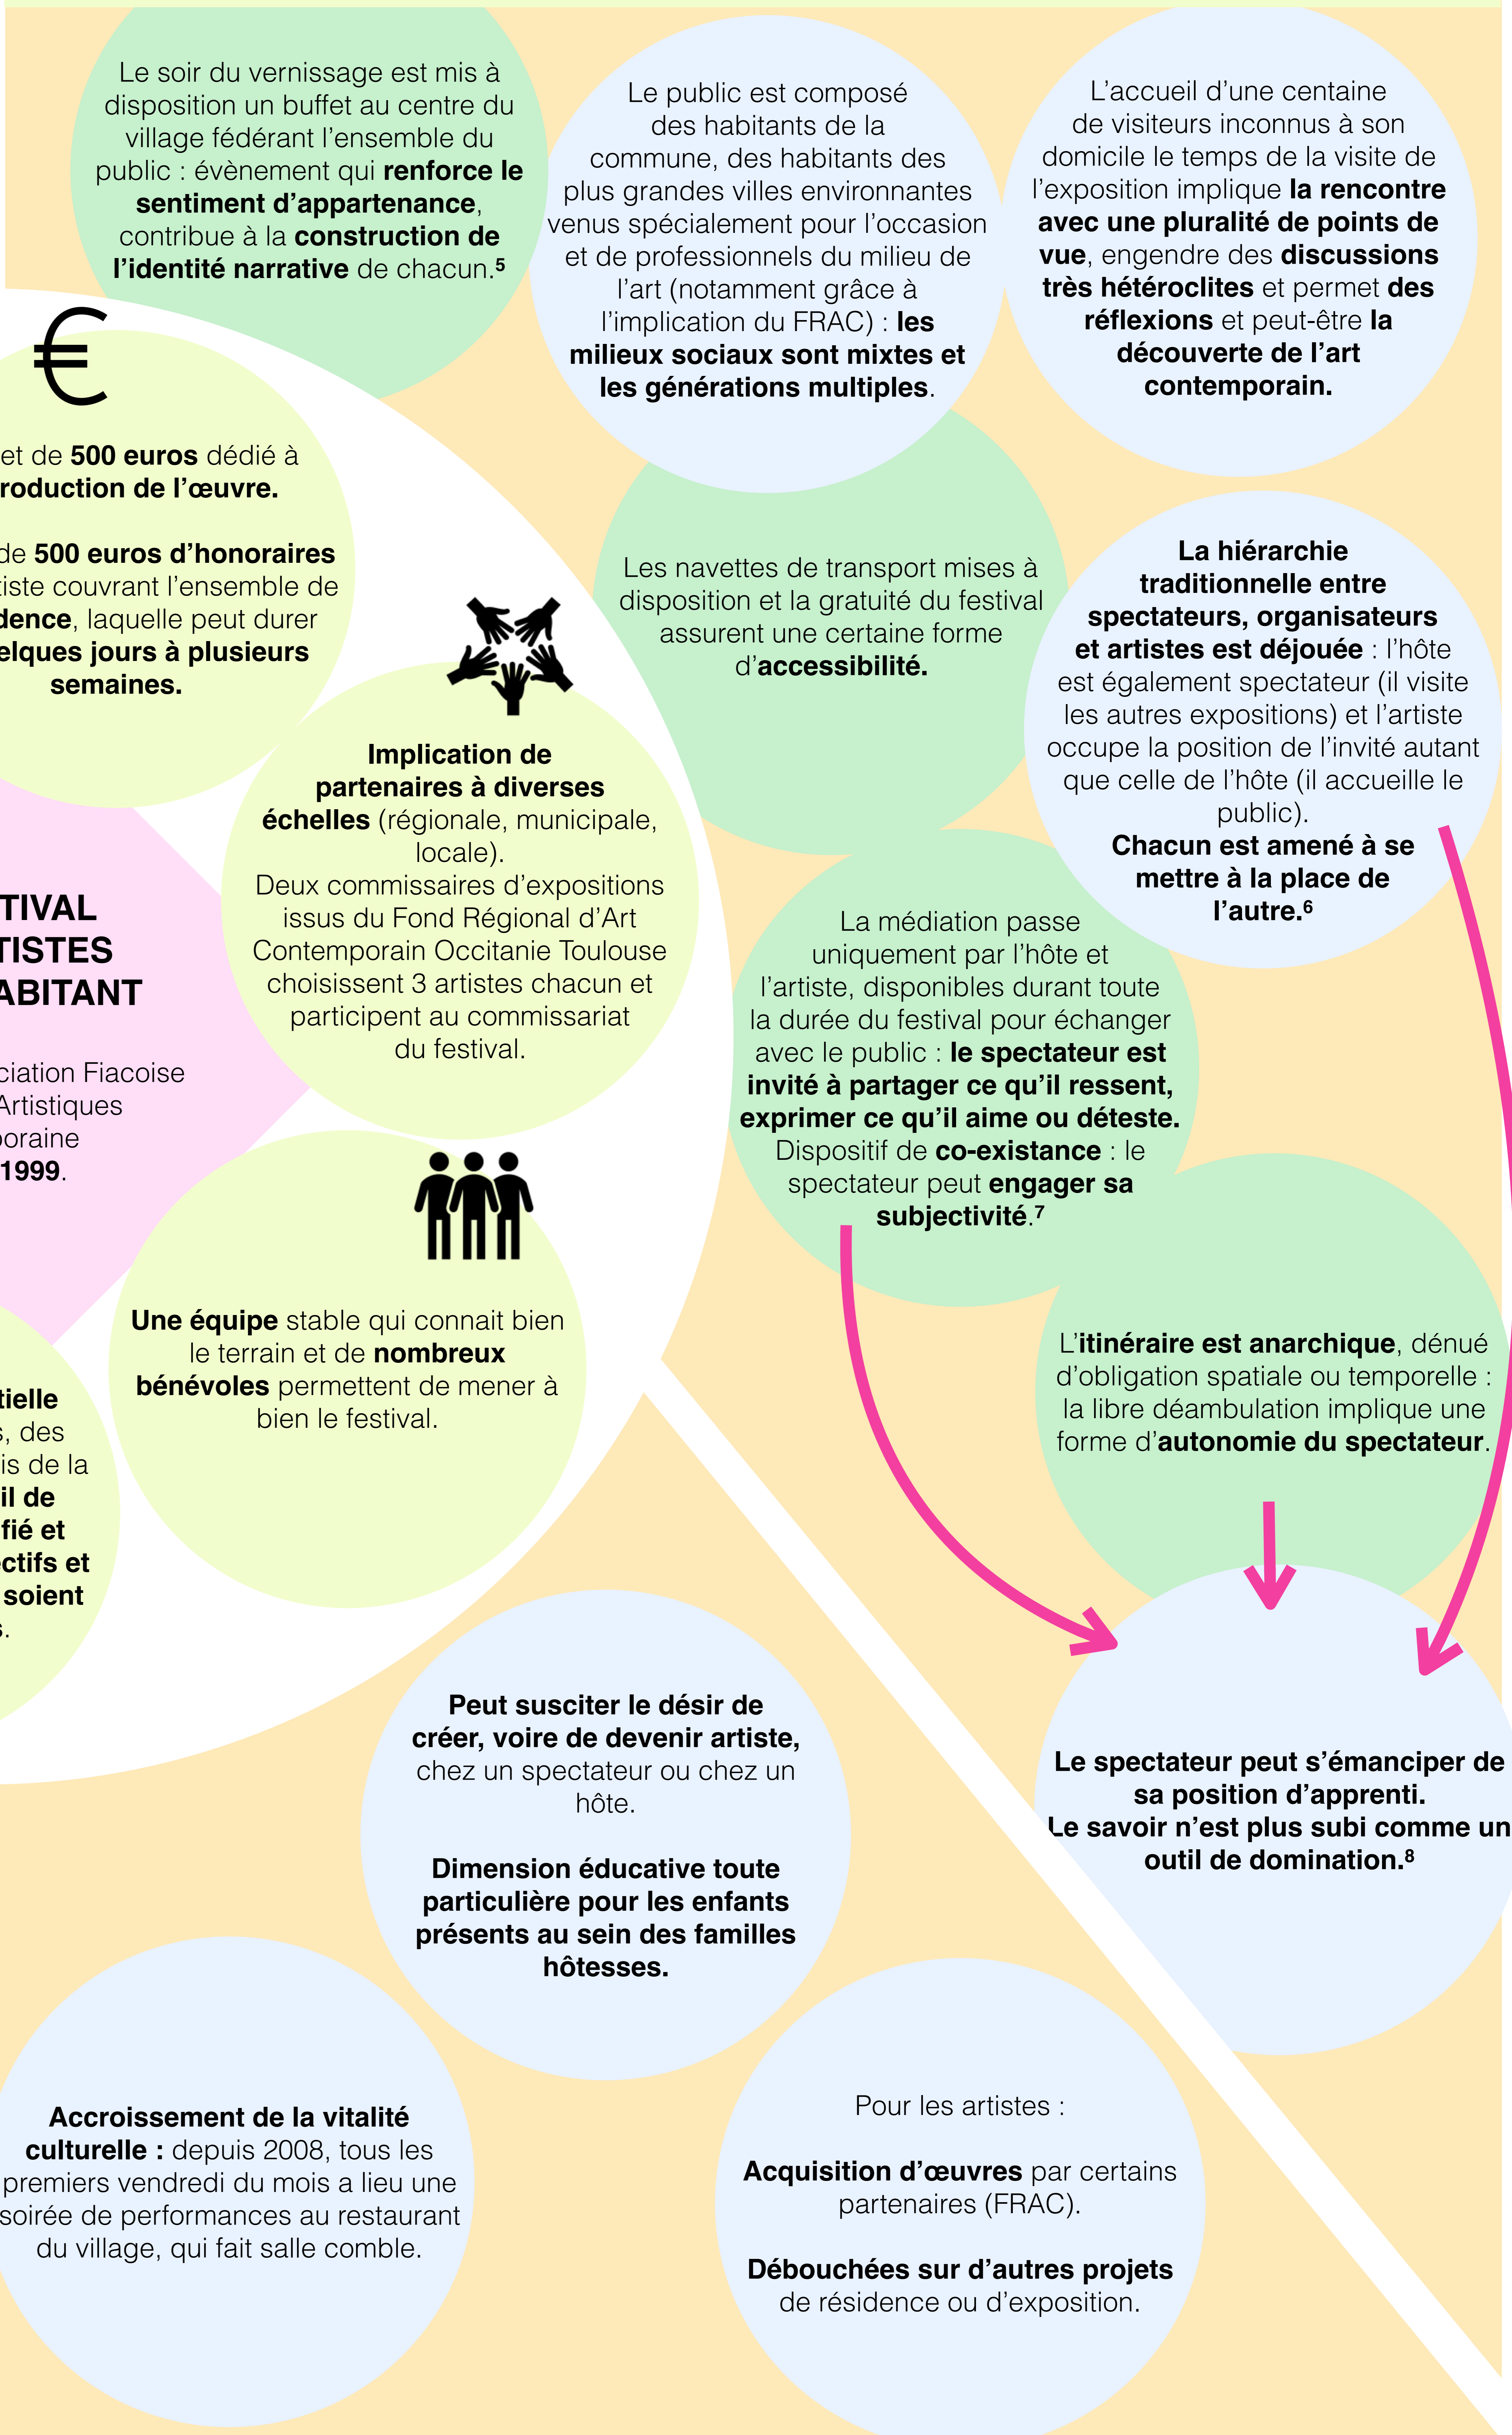 Le soir du vernissage est mis à
disposition un buffet au centre du
village fédérant l’ensemble du
public : évènement qui renforce le
sentiment d’appartenance,
contribue à la construction de
l’identité narrative de chacun.⁵
Le public est composé
des habitants de la
commune, des habitants des
plus grandes villes environnantes
venus spécialement pour l’occasion
et de professionnels du milieu de
l’art (notamment grâce à
l’implication du FRAC) : les
milieux sociaux sont mixtes et
les générations multiples.
L’accueil d’une centaine
de visiteurs inconnus à son
domicile le temps de la visite de
l’exposition implique la rencontre
avec une pluralité de points de
vue, engendre des discussions
très hétéroclites et permet des
réflexions et peut-être la
découverte de l’art
contemporain.
€
et de 500 euros dédié à
roduction de l’œuvre.
de 500 euros d’honoraires
tiste couvrant l’ensemble de
dence, laquelle peut durer
elques jours à plusieurs
semaines.
Les navettes de transport mises à
disposition et la gratuité du festival
assurent une certaine forme
d’accessibilité.
La hiérarchie
traditionnelle entre
spectateurs, organisateurs
et artistes est déjouée : l’hôte
est également spectateur (il visite
les autres expositions) et l’artiste
occupe la position de l’invité autant
que celle de l’hôte (il accueille le
public).
Chacun est amené à se
mettre à la place de
l’autre.⁶
Implication de
partenaires à diverses
échelles (régionale, municipale,
locale).
Deux commissaires d’expositions
issus du Fond Régional d’Art
Contemporain Occitanie Toulouse
choisissent 3 artistes chacun et
participent au commissariat
du festival.
TIVAL
TISTES
ABITANT
ciation Fiacoise
Artistiques
poraine
1999.
La médiation passe
uniquement par l’hôte et
l’artiste, disponibles durant toute
la durée du festival pour échanger
avec le public : le spectateur est
invité à partager ce qu’il ressent,
exprimer ce qu’il aime ou déteste.
Dispositif de co-existance : le
spectateur peut engager sa
subjectivité.⁷
Une équipe stable qui connait bien
le terrain et de nombreux
bénévoles permettent de mener à
bien le festival.
L’itinéraire est anarchique, dénué
d’obligation spatiale ou temporelle :
la libre déambulation implique une
forme d’autonomie du spectateur.
tielle
s, des
is de la
il de
fié et
ectifs et
soient
s.
Peut susciter le désir de
créer, voire de devenir artiste,
chez un spectateur ou chez un
hôte.
Dimension éducative toute
particulière pour les enfants
présents au sein des familles
hôtesses.
Le spectateur peut s’émanciper de
sa position d’apprenti.
Le savoir n’est plus subi comme un
outil de domination.⁸
Accroissement de la vitalité
culturelle : depuis 2008, tous les
premiers vendredi du mois a lieu une
soirée de performances au restaurant
du village, qui fait salle comble.
Pour les artistes :
Acquisition d’œuvres par certains
partenaires (FRAC).
Débouchées sur d’autres projets
de résidence ou d’exposition.